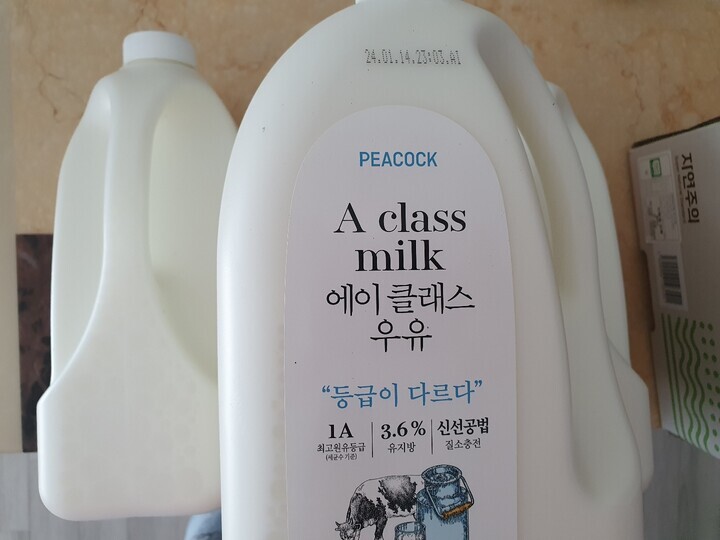 24.01.14.23:03.A1
PEACOCK
A class
milk
에이 클래스
우유
“등급이 다르다”
1A
최고원유등급
(세균수 기준)
3.6 %
유지방
신선공법
질소충전
자연주의